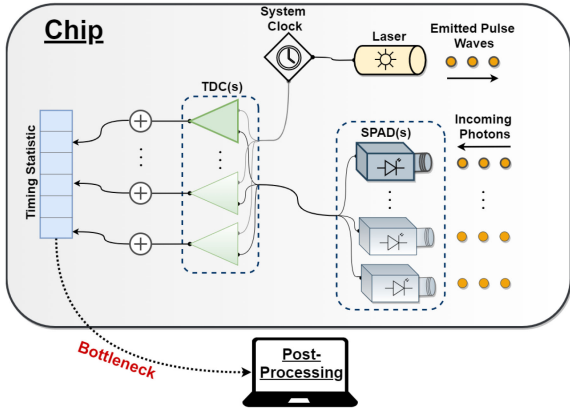 Chip
System
Clock
Laser
Emitted Pulse
Waves
TDC(s)
SPAD(s)
Incoming
Photons
Timing Statistic
Bottleneck
Post-
Processing